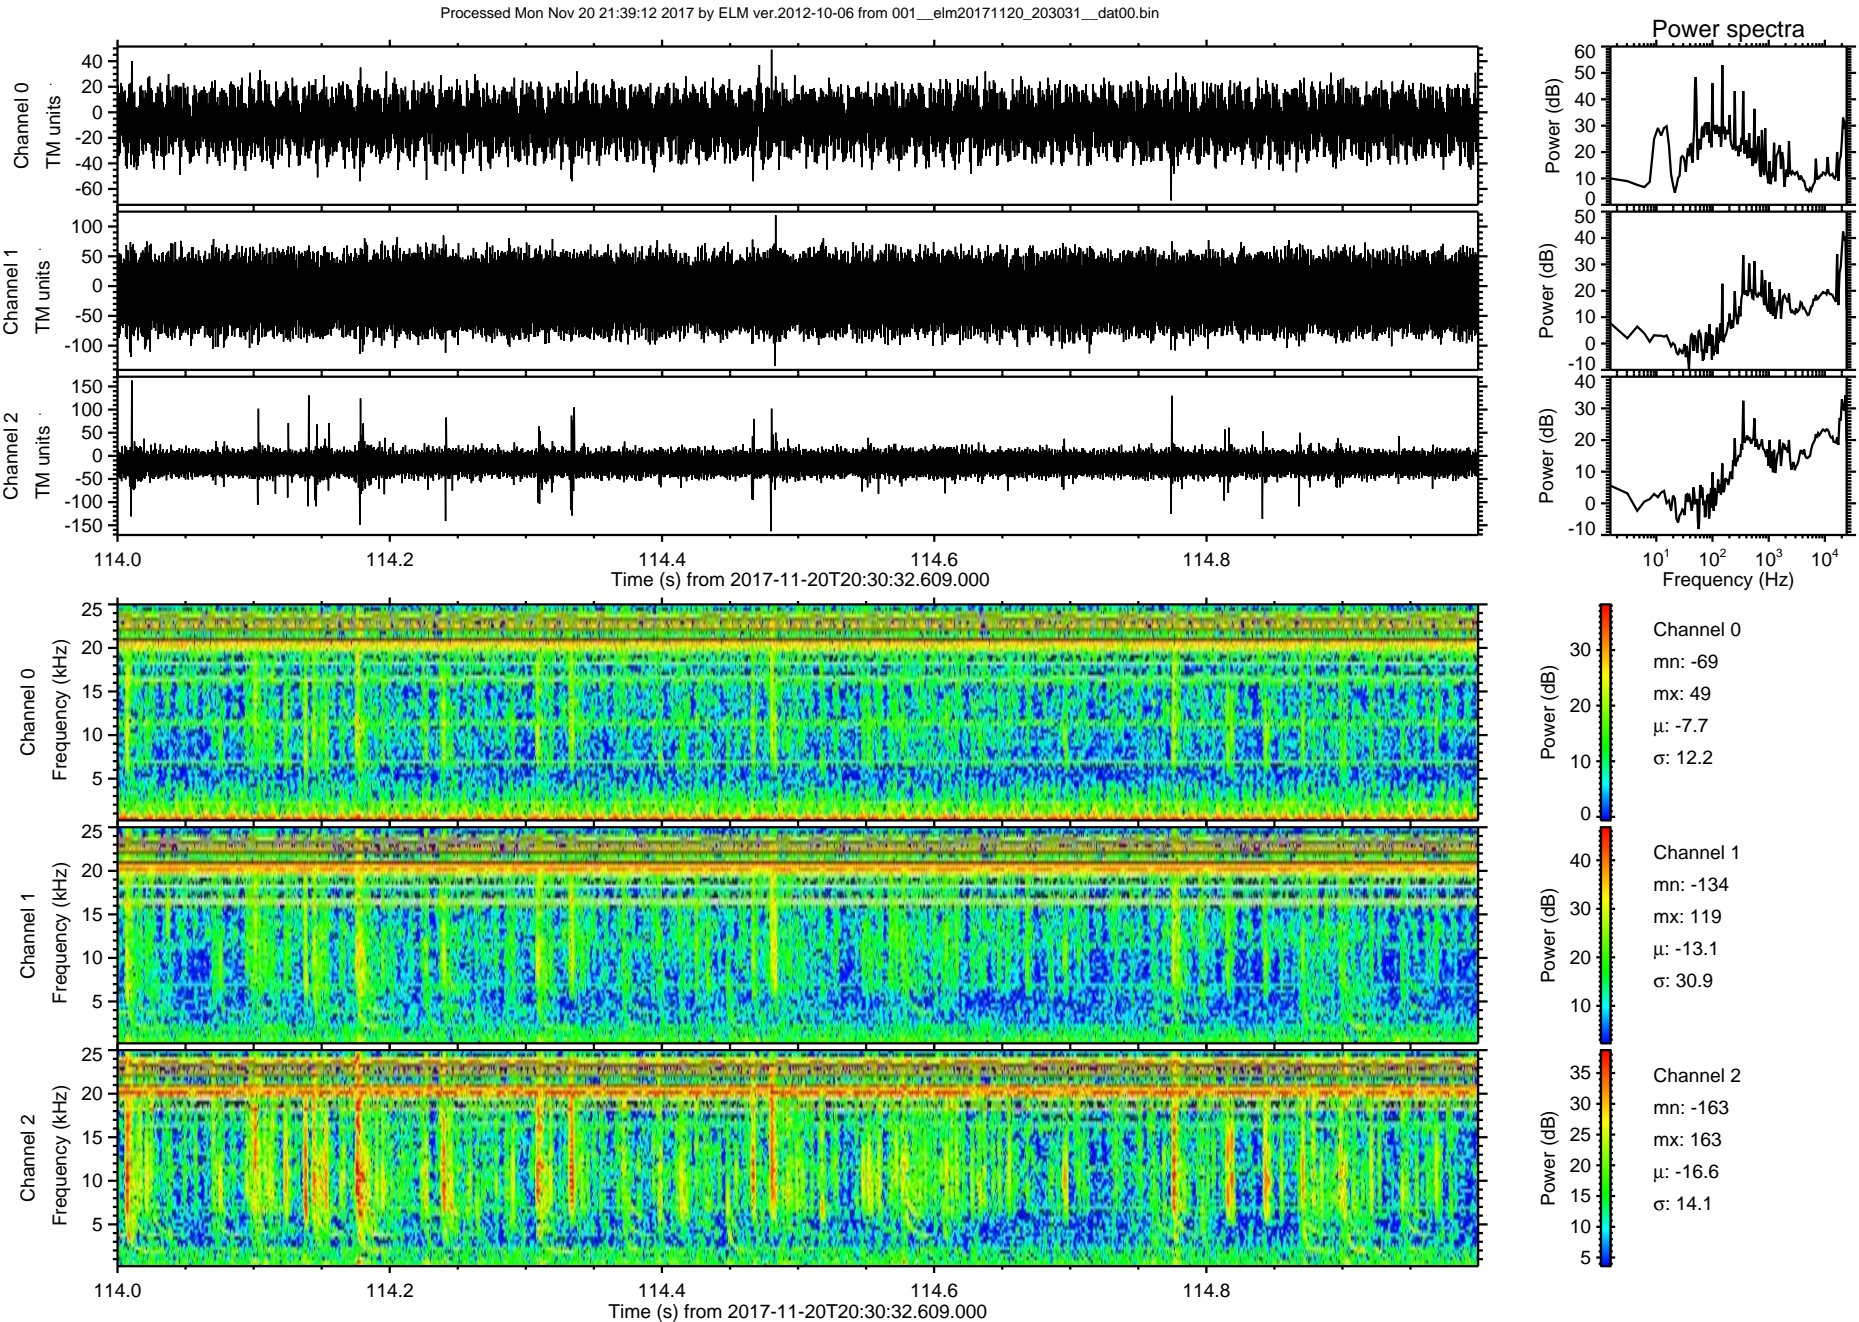 Processed Mon Nov 20 21:39:12 2017 by ELM ver.2012-10-06 from 001__elm20171120_203031__dat00.bin
Power spectra
Channel 0
TM units
40
20
0
-20
-40
-60
Power (dB)
60
50
40
30
20
10
0
Channel 1
TM units
100
50
0
-50
-100
Power (dB)
50
40
30
20
10
0
-10
Channel 2
TM units
150
100
50
0
-50
-100
-150
Power (dB)
40
30
20
10
0
-10
114.0 114.2 114.4 114.6 114.8
Time (s) from 2017-11-20T20:30:32.609.000
10¹ 10² 10³ 10⁴
Frequency (Hz)
Channel 0
Frequency (kHz)
25
20
15
10
5
Power (dB)
30
20
10
0
Channel 0
mn: -69
mx: 49
μ: -7.7
σ: 12.2
Channel 1
Frequency (kHz)
25
20
15
10
5
Power (dB)
40
30
20
10
Channel 1
mn: -134
mx: 119
μ: -13.1
σ: 30.9
Channel 2
Frequency (kHz)
25
20
15
10
5
Power (dB)
35
30
25
20
15
10
5
Channel 2
mn: -163
mx: 163
μ: -16.6
σ: 14.1
114.0 114.2 114.4 114.6 114.8
Time (s) from 2017-11-20T20:30:32.609.000